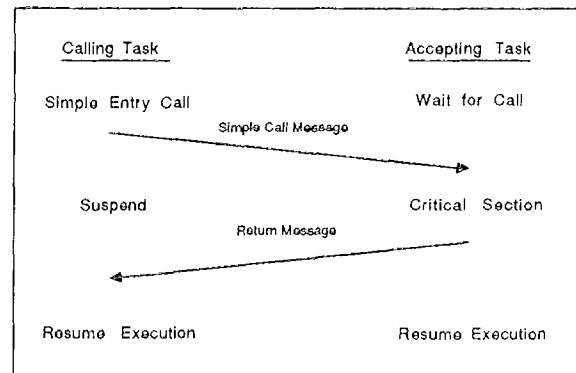 Calling Task
Accepting Task
Simple Entry Call
Wait for Call
Simple Call Message
Suspend
Critical Section
Return Message
Resume Execution
Resume Execution